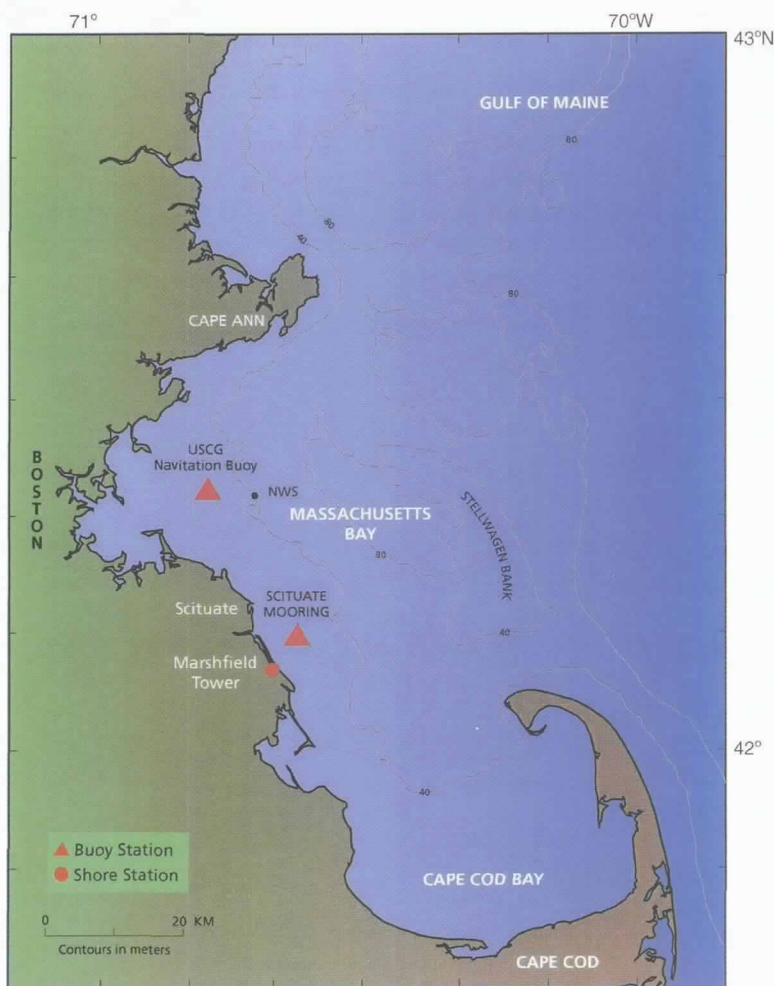 71°
70°W
43°N
GULF OF MAINE
80
80
40
80
CAPE ANN
USCG
Navitation Buoy
NWS
BOSTON
MASSACHUSETTS
BAY
STELLWAGEN BANK
80
SCITUATE
MOORING
Scituate
40
Marshfield
Tower
42°
40
Buoy Station
Shore Station
CAPE COD BAY
0 20 KM
Contours in meters
CAPE COD